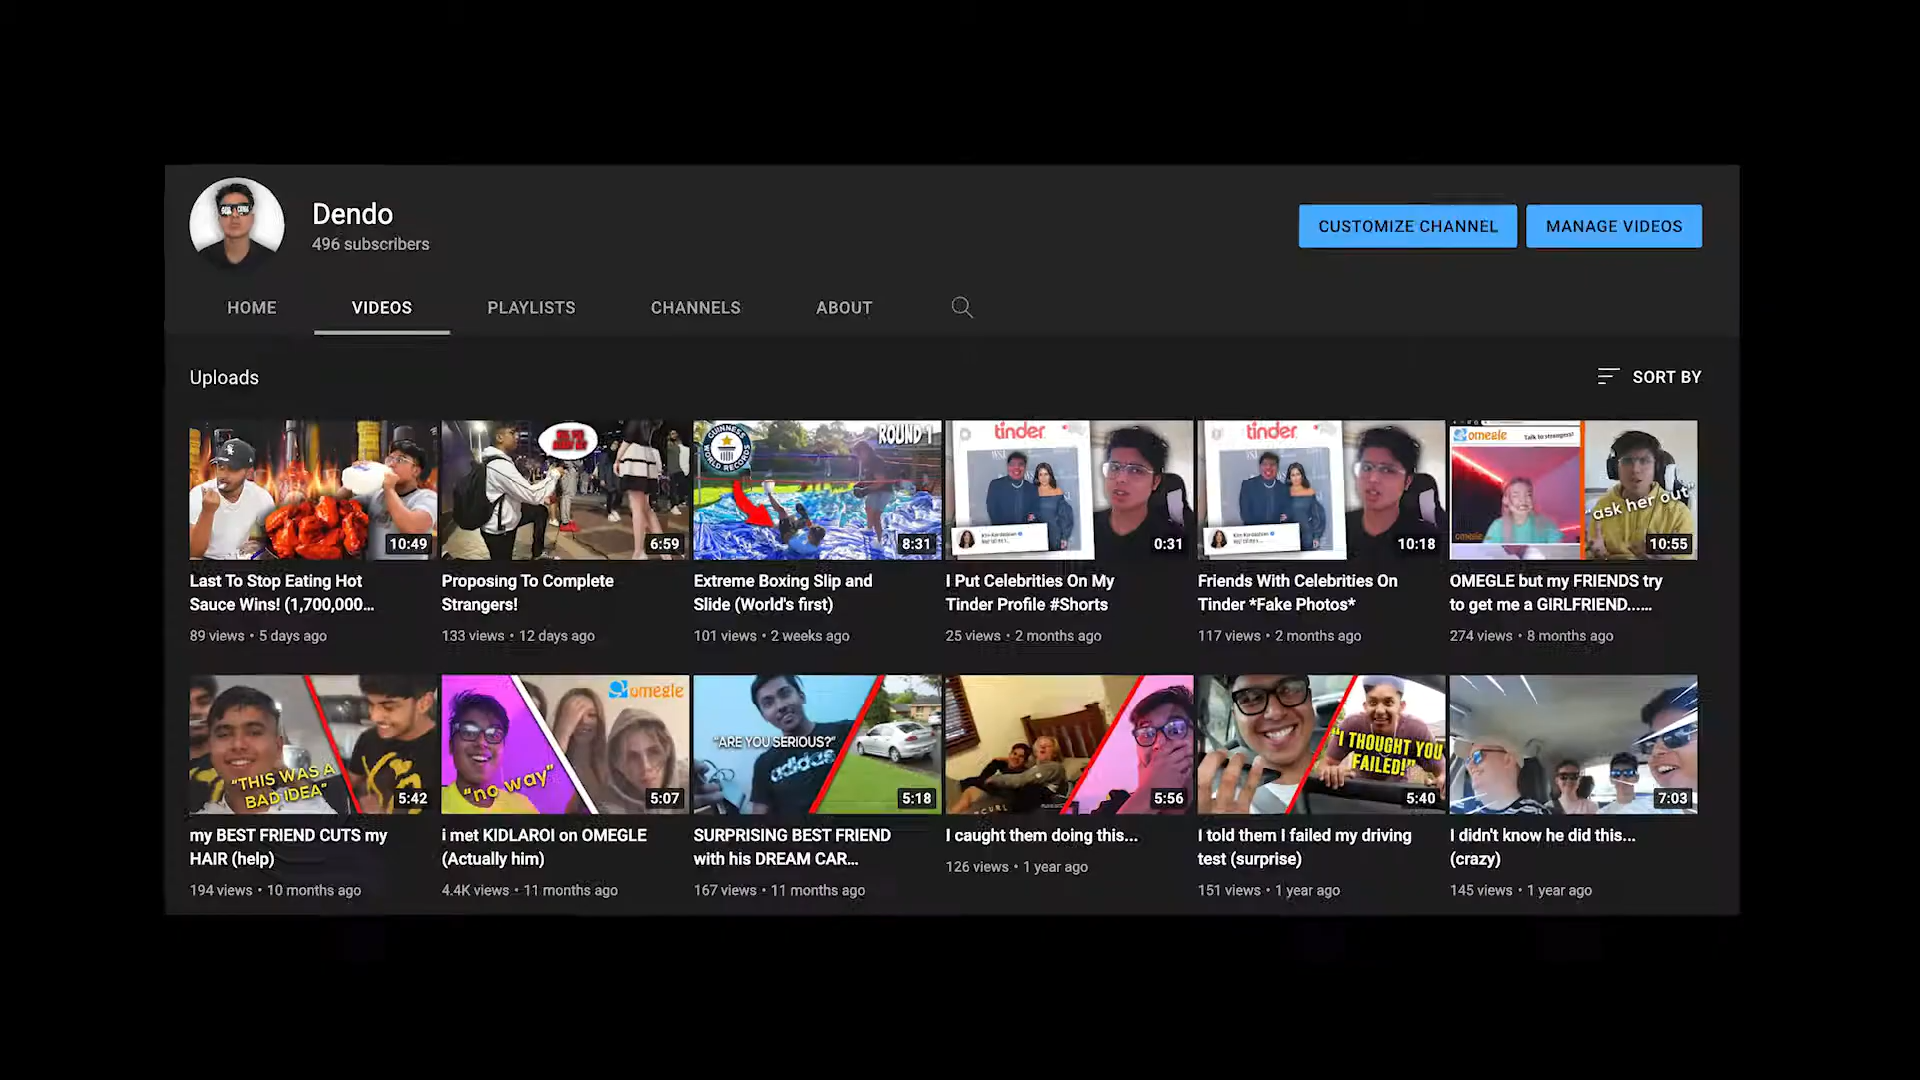 Dendo
496 subscribers
CUSTOMIZE CHANNEL
MANAGE VIDEOS
HOME
VIDEOS
PLAYLISTS
CHANNELS
ABOUT
Uploads
SORT BY
10:49
6:59
GUINNESS
WORLD RECORDS
ROUND 1
8:31
tinder
0:31
tinder
10:18
omegle
Talk to strangers!
"ask her out"
omegle
10:55
Last To Stop Eating Hot
Sauce Wins! (1,700,000...
89 views • 5 days ago
Proposing To Complete
Strangers!
133 views • 12 days ago
Extreme Boxing Slip and
Slide (World's first)
101 views • 2 weeks ago
I Put Celebrities On My
Tinder Profile #Shorts
25 views • 2 months ago
Friends With Celebrities On
Tinder *Fake Photos*
117 views • 2 months ago
OMEGLE but my FRIENDS try
to get me a GIRLFRIEND......
274 views • 8 months ago
"THIS WAS A
BAD IDEA"
5:42
omegle
"no way"
5:07
"ARE YOU SERIOUS?"
adidas
5:18
5:56
"I THOUGHT YOU
FAILED!"
5:40
7:03
my BEST FRIEND CUTS my
HAIR (help)
194 views • 10 months ago
i met KIDLAROI on OMEGLE
(Actually him)
4.4K views • 11 months ago
SURPRISING BEST FRIEND
with his DREAM CAR...
167 views • 11 months ago
I caught them doing this...
126 views • 1 year ago
I told them I failed my driving
test (surprise)
151 views • 1 year ago
I didn't know he did this...
(crazy)
145 views • 1 year ago